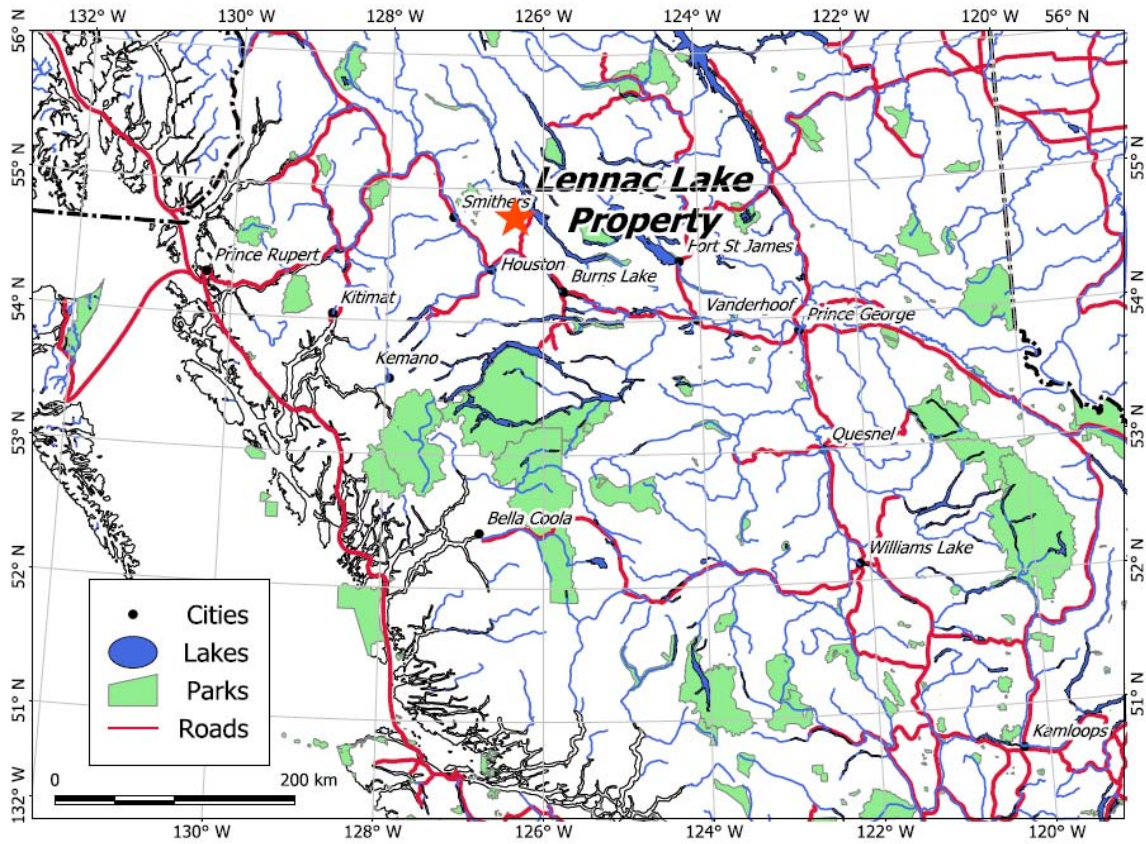 132° W 130° W 128° W 126° W 124° W 122° W 120° W 56° N
56° N
55° N
55° N
Lennac Lake
Property
Smithers
Prince Rupert
Houston
Fort St James
Burns Lake
54° N
54° N
Kitimat
Vanderhoof
Prince George
Kemano
53° N
53° N
Quesnel
Bella Coola
Williams Lake
52° N
52° N
Cities
Lakes
Parks
Roads
51° N
51° N
Kamloops
0 200 km
132° W
130° W 128° W 126° W 124° W 122° W 120° W